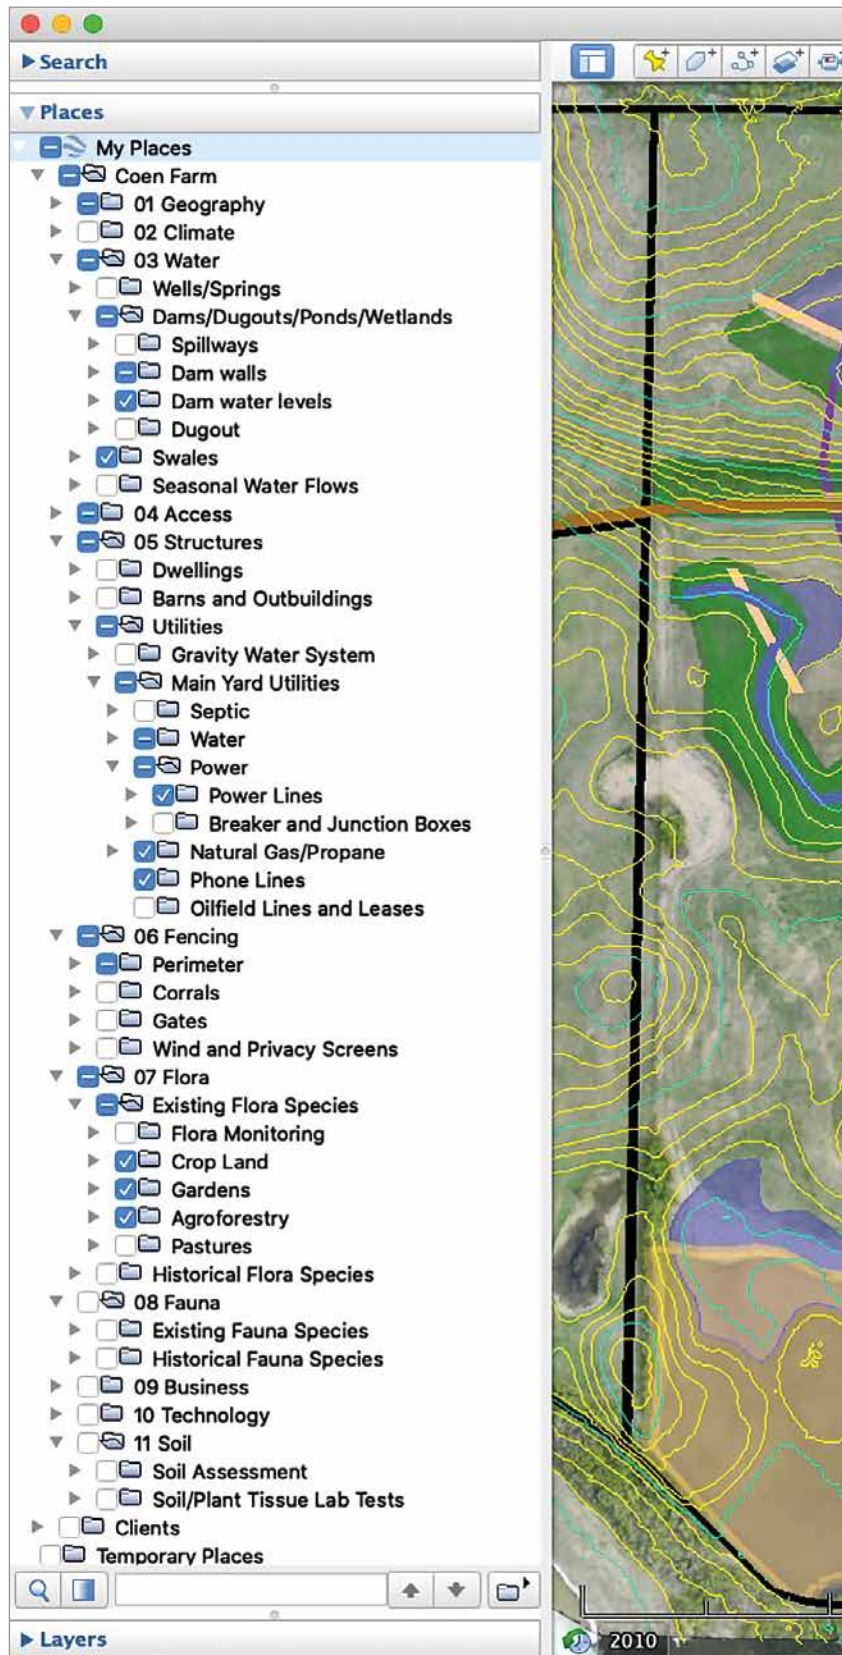 Search
Places
My Places
Coen Farm
01 Geography
02 Climate
03 Water
Wells/Springs
Dams/Dugouts/Ponds/Wetlands
Spillways
Dam walls
Dam water levels
Dugout
Swales
Seasonal Water Flows
04 Access
05 Structures
Dwellings
Barns and Outbuildings
Utilities
Gravity Water System
Main Yard Utilities
Septic
Water
Power
Power Lines
Breaker and Junction Boxes
Natural Gas/Propane
Phone Lines
Oilfield Lines and Leases
06 Fencing
Perimeter
Corrals
Gates
Wind and Privacy Screens
07 Flora
Existing Flora Species
Flora Monitoring
Crop Land
Gardens
Agroforestry
Pastures
Historical Flora Species
08 Fauna
Existing Fauna Species
Historical Fauna Species
09 Business
10 Technology
11 Soil
Soil Assessment
Soil/Plant Tissue Lab Tests
Clients
Temporary Places
Layers
2010